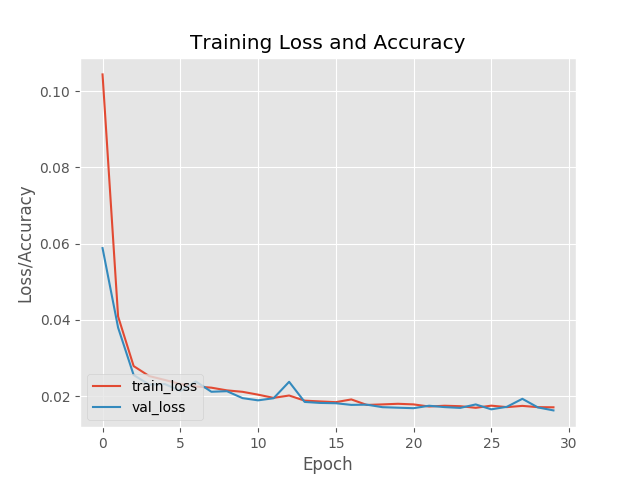 Training Loss and Accuracy
Loss/Accuracy
0.10
0.08
0.06
0.04
0.02
train_loss
val_loss
0 5 10 15 20 25 30
Epoch